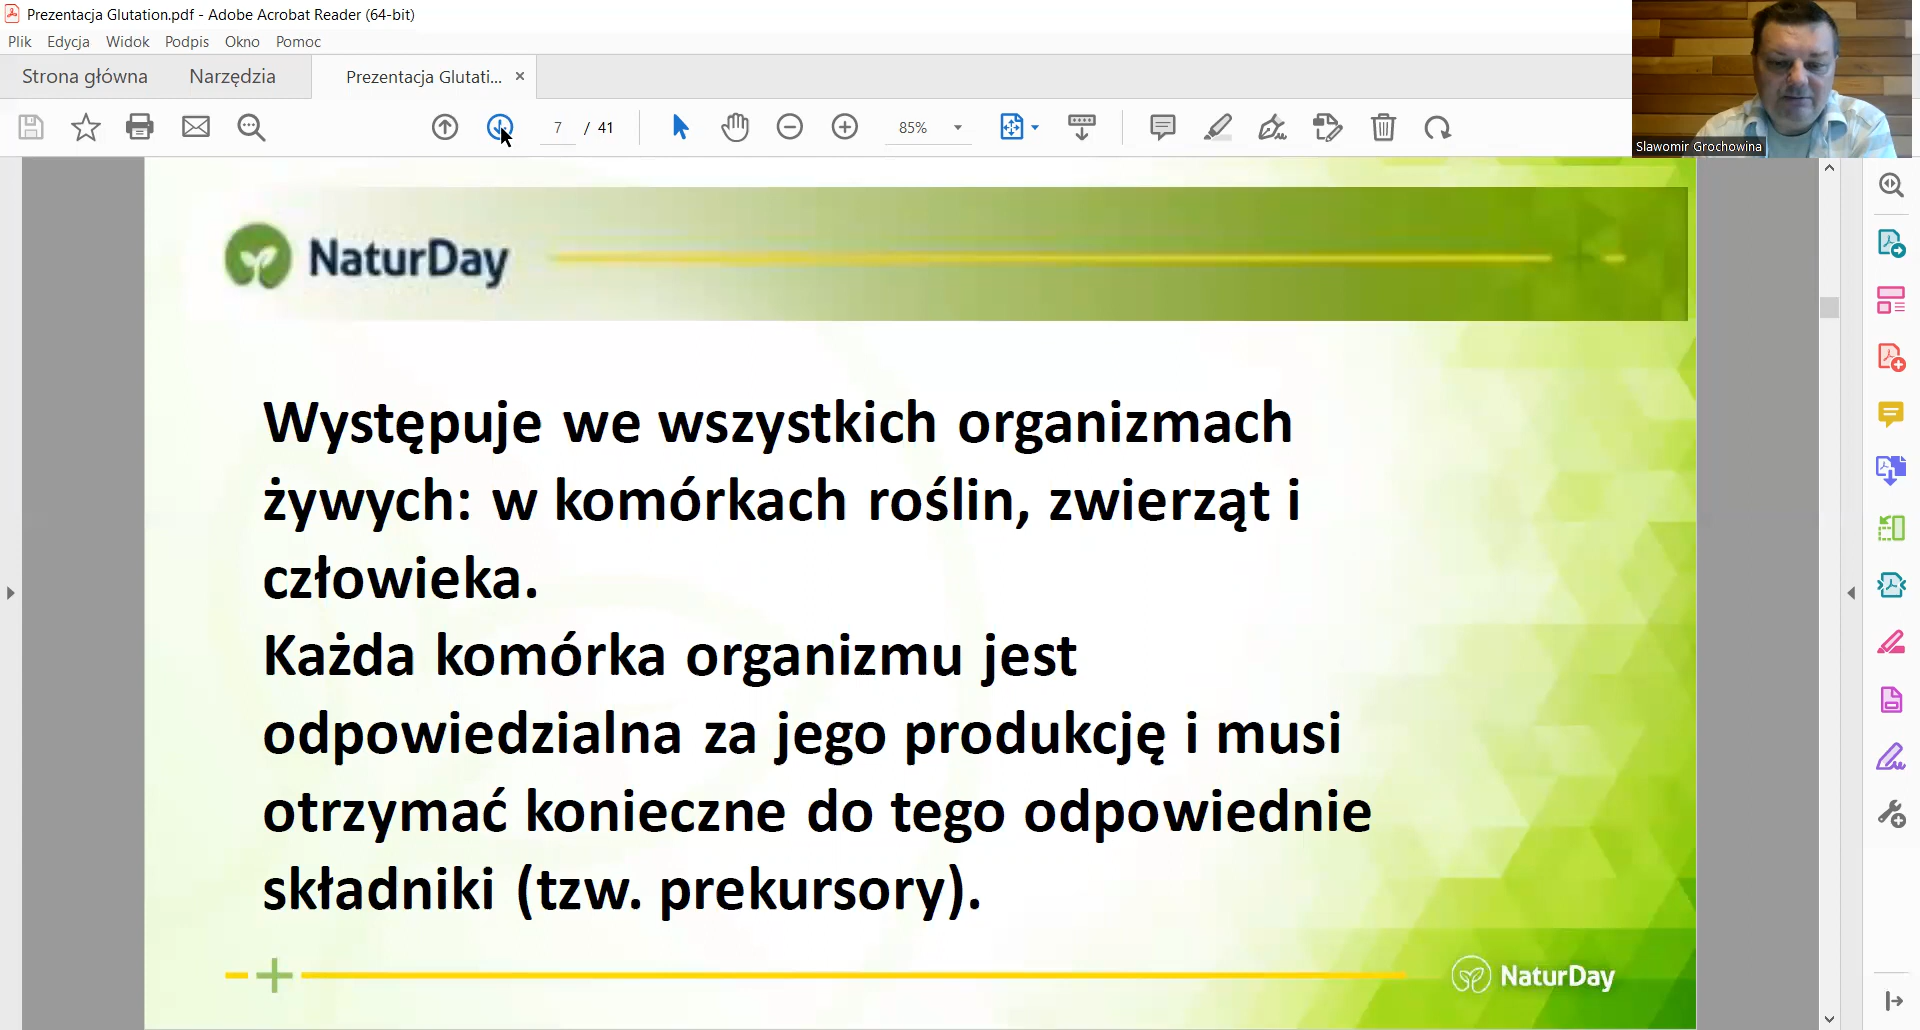 Prezentacja Glutation.pdf - Adobe Acrobat Reader (64-bit)
Plik Edycja Widok Podpis Okno Pomoc
Strona główna Narzędzia Prezentacja Glutati... ×
7 / 41 85%
Slawomir Grochowina
NaturDay
Występuje we wszystkich organizmach
żywych: w komórkach roślin, zwierząt i
człowieka.
Każda komórka organizmu jest
odpowiedzialna za jego produkcję i musi
otrzymać konieczne do tego odpowiednie
składniki (tzw. prekursory).
NaturDay